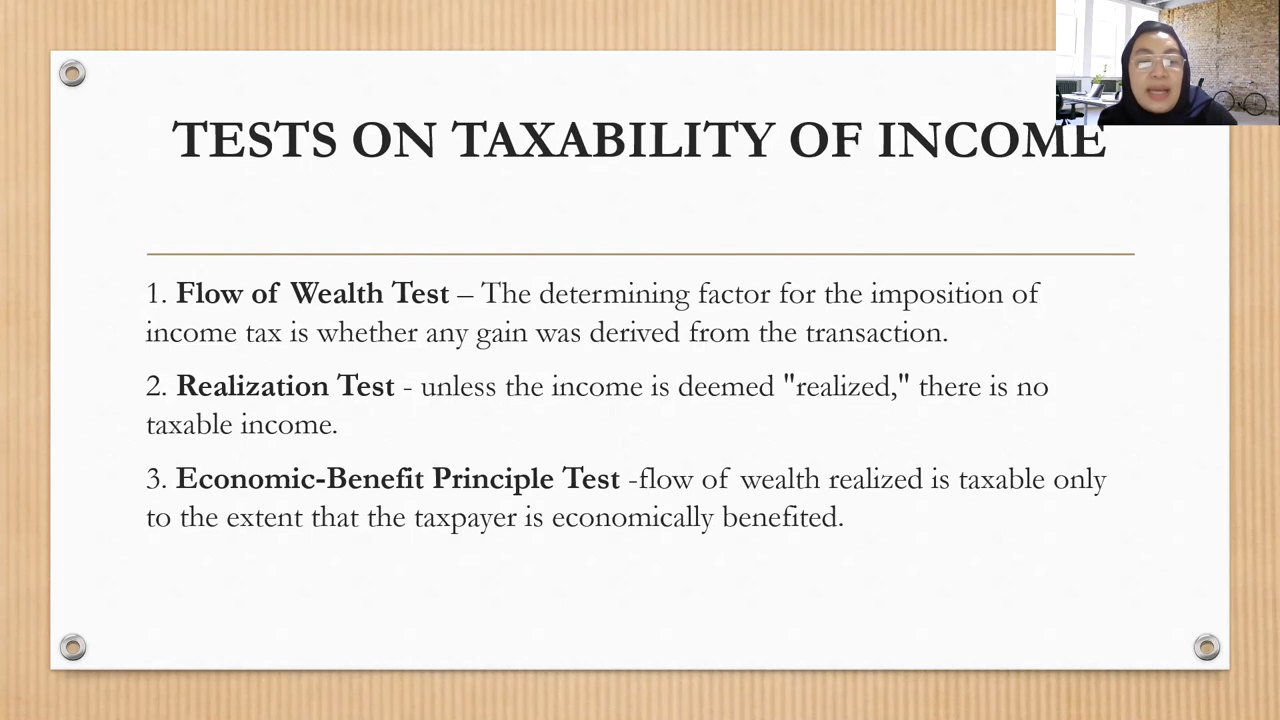 TESTS ON TAXABILITY OF INCOME
1. Flow of Wealth Test – The determining factor for the imposition of
income tax is whether any gain was derived from the transaction.
2. Realization Test - unless the income is deemed "realized," there is no
taxable income.
3. Economic-Benefit Principle Test -flow of wealth realized is taxable only
to the extent that the taxpayer is economically benefited.